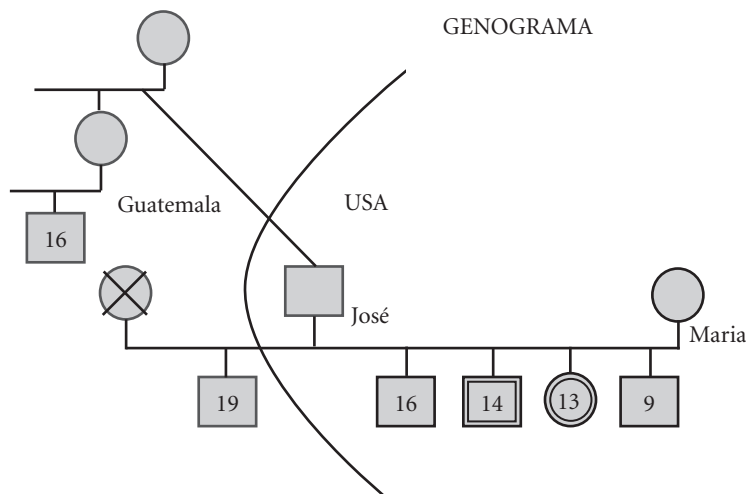 GENOGRAMA
Guatemala
USA
16
José
Maria
19
16
14
13
9